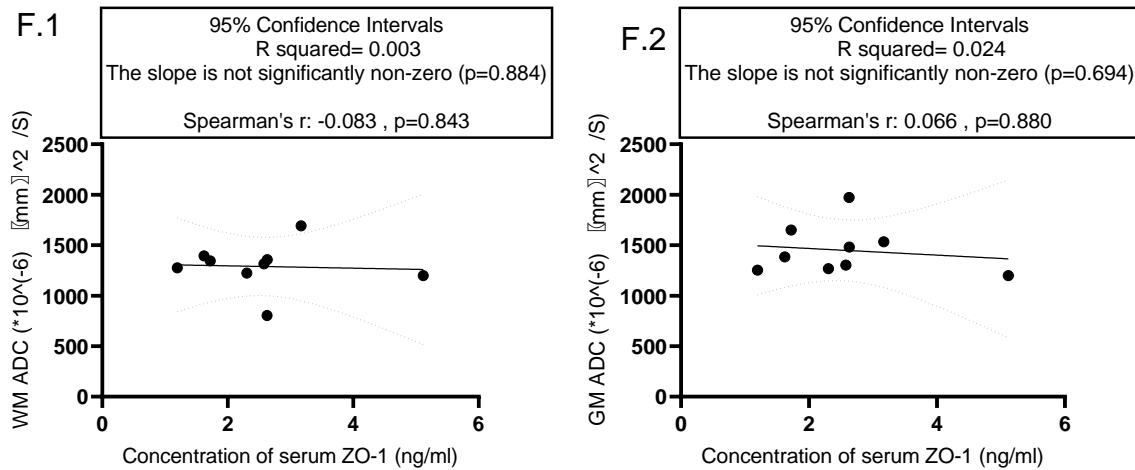 F.1
95% Confidence Intervals
R squared= 0.003
The slope is not significantly non-zero (p=0.884)
Spearman's r: -0.083 , p=0.843
WM ADC (*10^(-6) 〖mm〗^2 /S)
2500
2000
1500
1000
500
0
0 2 4 6
Concentration of serum ZO-1 (ng/ml)
F.2
95% Confidence Intervals
R squared= 0.024
The slope is not significantly non-zero (p=0.694)
Spearman's r: 0.066 , p=0.880
GM ADC (*10^(-6) 〖mm〗^2 /S)
2500
2000
1500
1000
500
0
0 2 4 6
Concentration of serum ZO-1 (ng/ml)